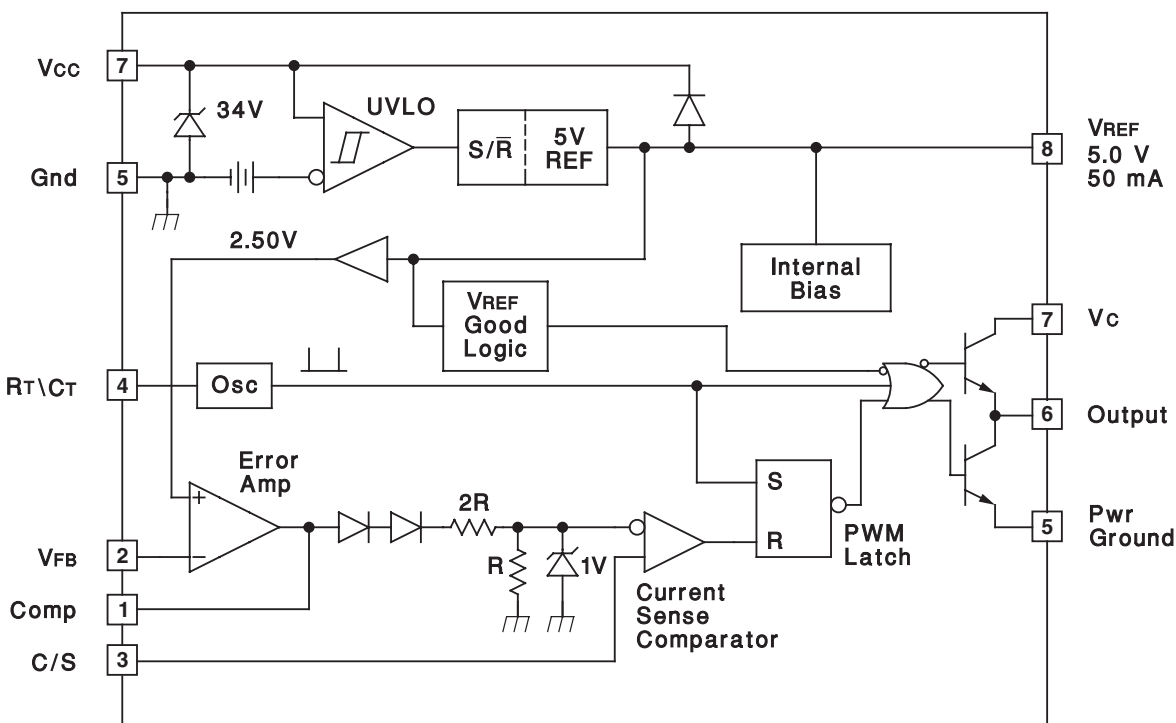 VCC
7
34V
UVLO
S/R̅
5V
REF
8
VREF
5.0 V
50 mA
Gnd
5
2.50V
VREF
Good
Logic
Internal
Bias
7
VC
RT\CT
4
Osc
6
Output
Error
Amp
+
−
2R
R
1V
S
R
PWM
Latch
5
Pwr
Ground
VFB
2
Comp
1
Current
Sense
Comparator
C/S
3